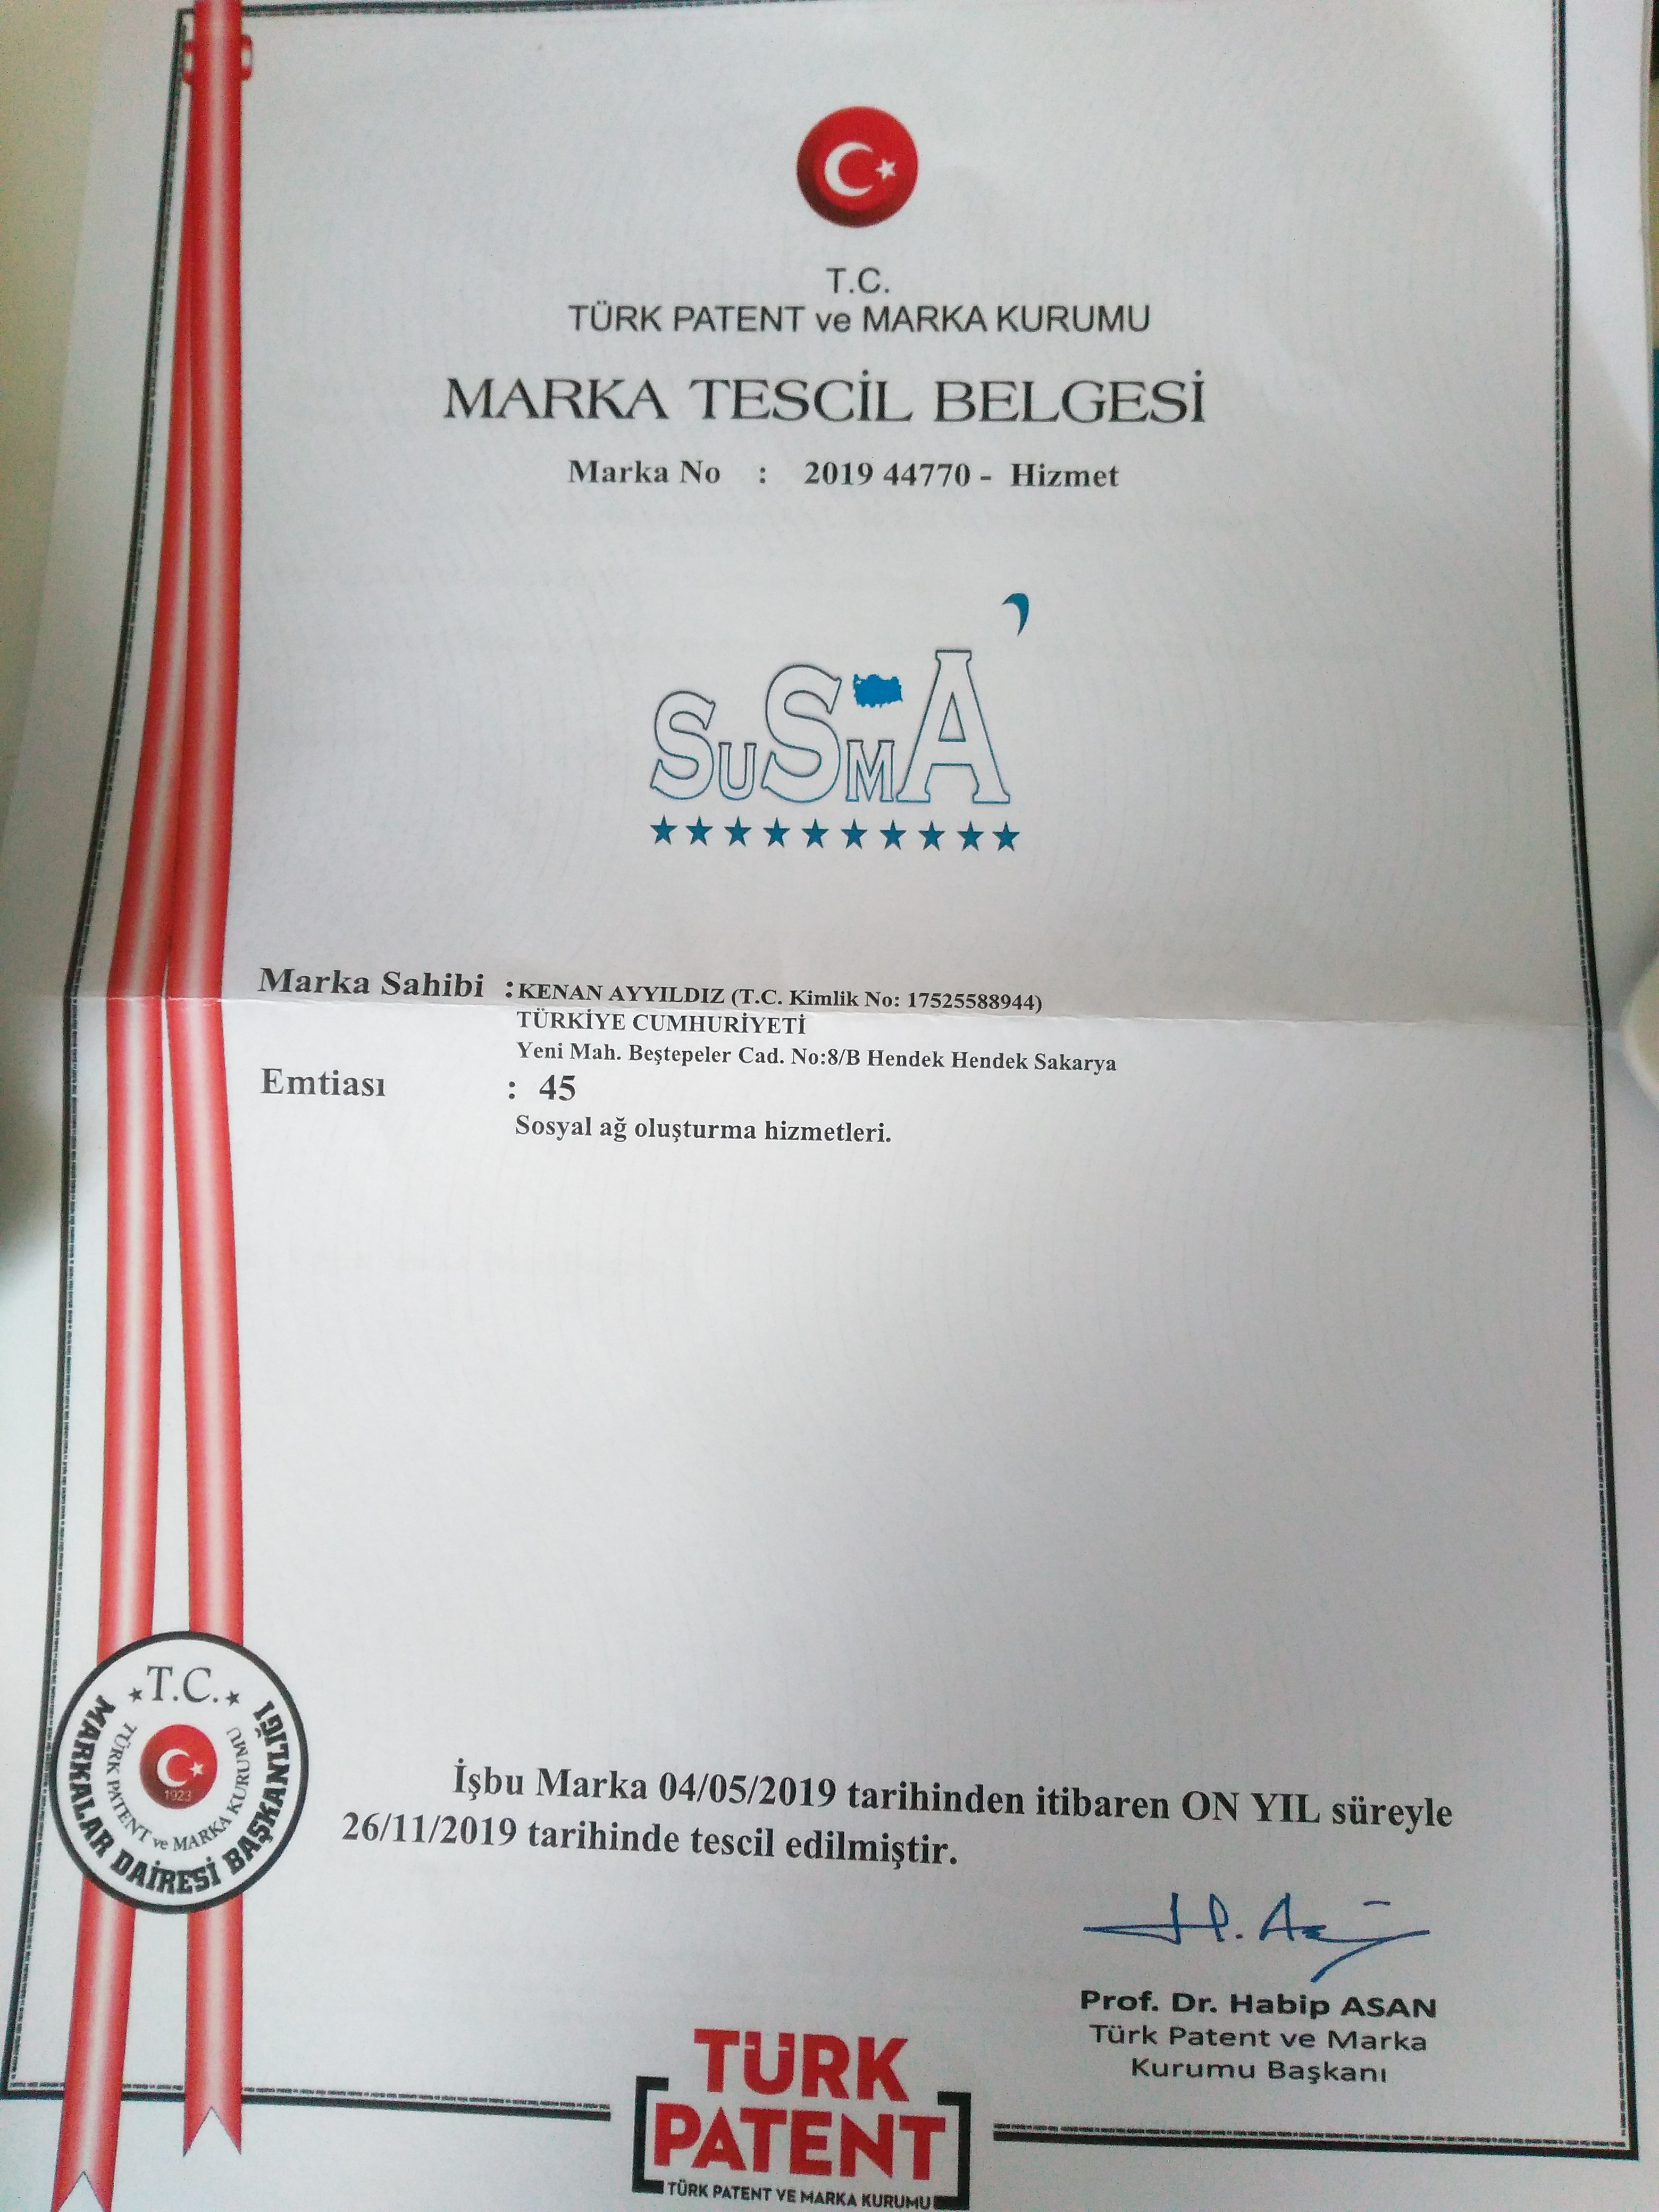 T.C.
TÜRK PATENT ve MARKA KURUMU
MARKA TESCİL BELGESİ
Marka No : 2019 44770 - Hizmet
SUSMA
Marka Sahibi : KENAN AYYILDIZ (T.C. Kimlik No: 17525588944)
TÜRKİYE CUMHURİYETİ
Yeni Mah. Beştepeler Cad. No:8/B Hendek Hendek Sakarya
Emtiası : 45
Sosyal ağ oluşturma hizmetleri.
T.C.
MARKALAR DAİRESİ BAŞKANLIĞI
TÜRK PATENT ve MARKA KURUMU
1923
İşbu Marka 04/05/2019 tarihinden itibaren ON YIL süreyle
26/11/2019 tarihinde tescil edilmiştir.
H. Asan
Prof. Dr. Habip ASAN
Türk Patent ve Marka
Kurumu Başkanı
TÜRK
PATENT
TÜRK PATENT VE MARKA KURUMU